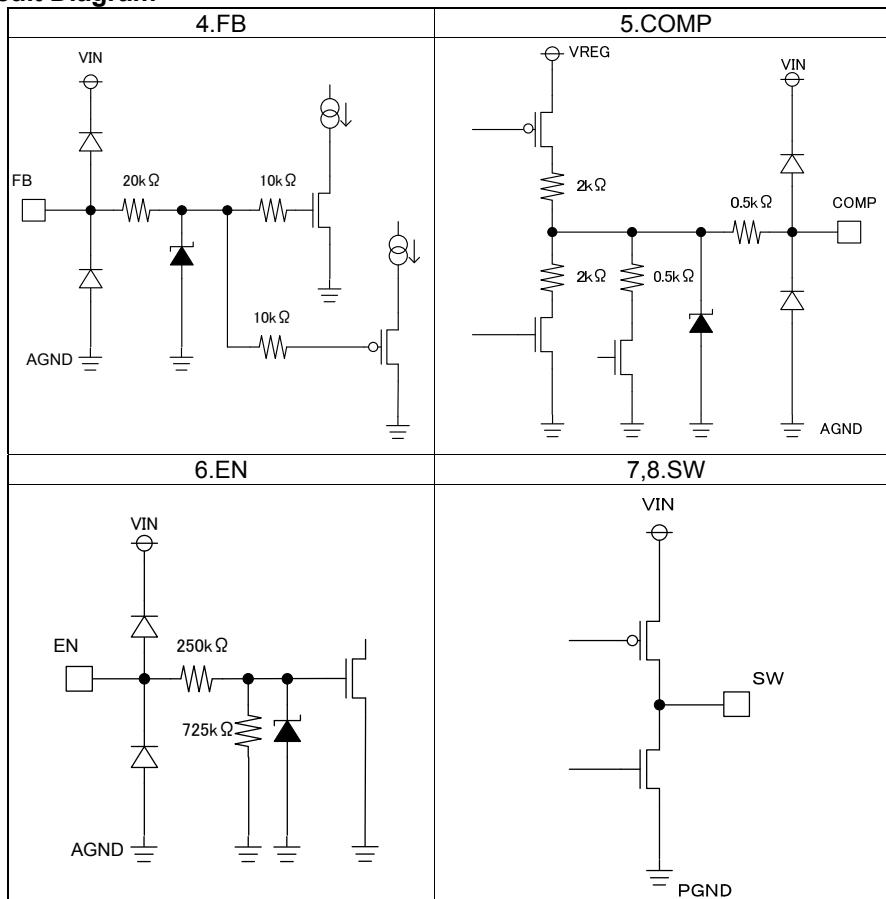 4.FB
5.COMP
VIN
FB
20kΩ
10kΩ
10kΩ
AGND
VREG
VIN
2kΩ
0.5kΩ
COMP
2kΩ
0.5kΩ
AGND
6.EN
7,8.SW
VIN
EN
250kΩ
725kΩ
AGND
VIN
SW
PGND